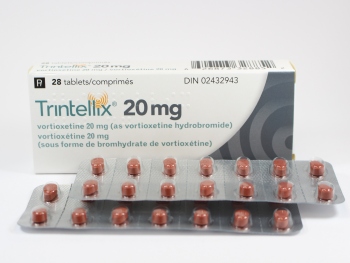 28 tablets/comprimés
DIN 02432943
Trintellix® 20 mg
vortioxetine 20 mg (as vortioxetine hydrobromide)
vortioxétine 20 mg
(sous forme de bromhydrate de vortioxétine)